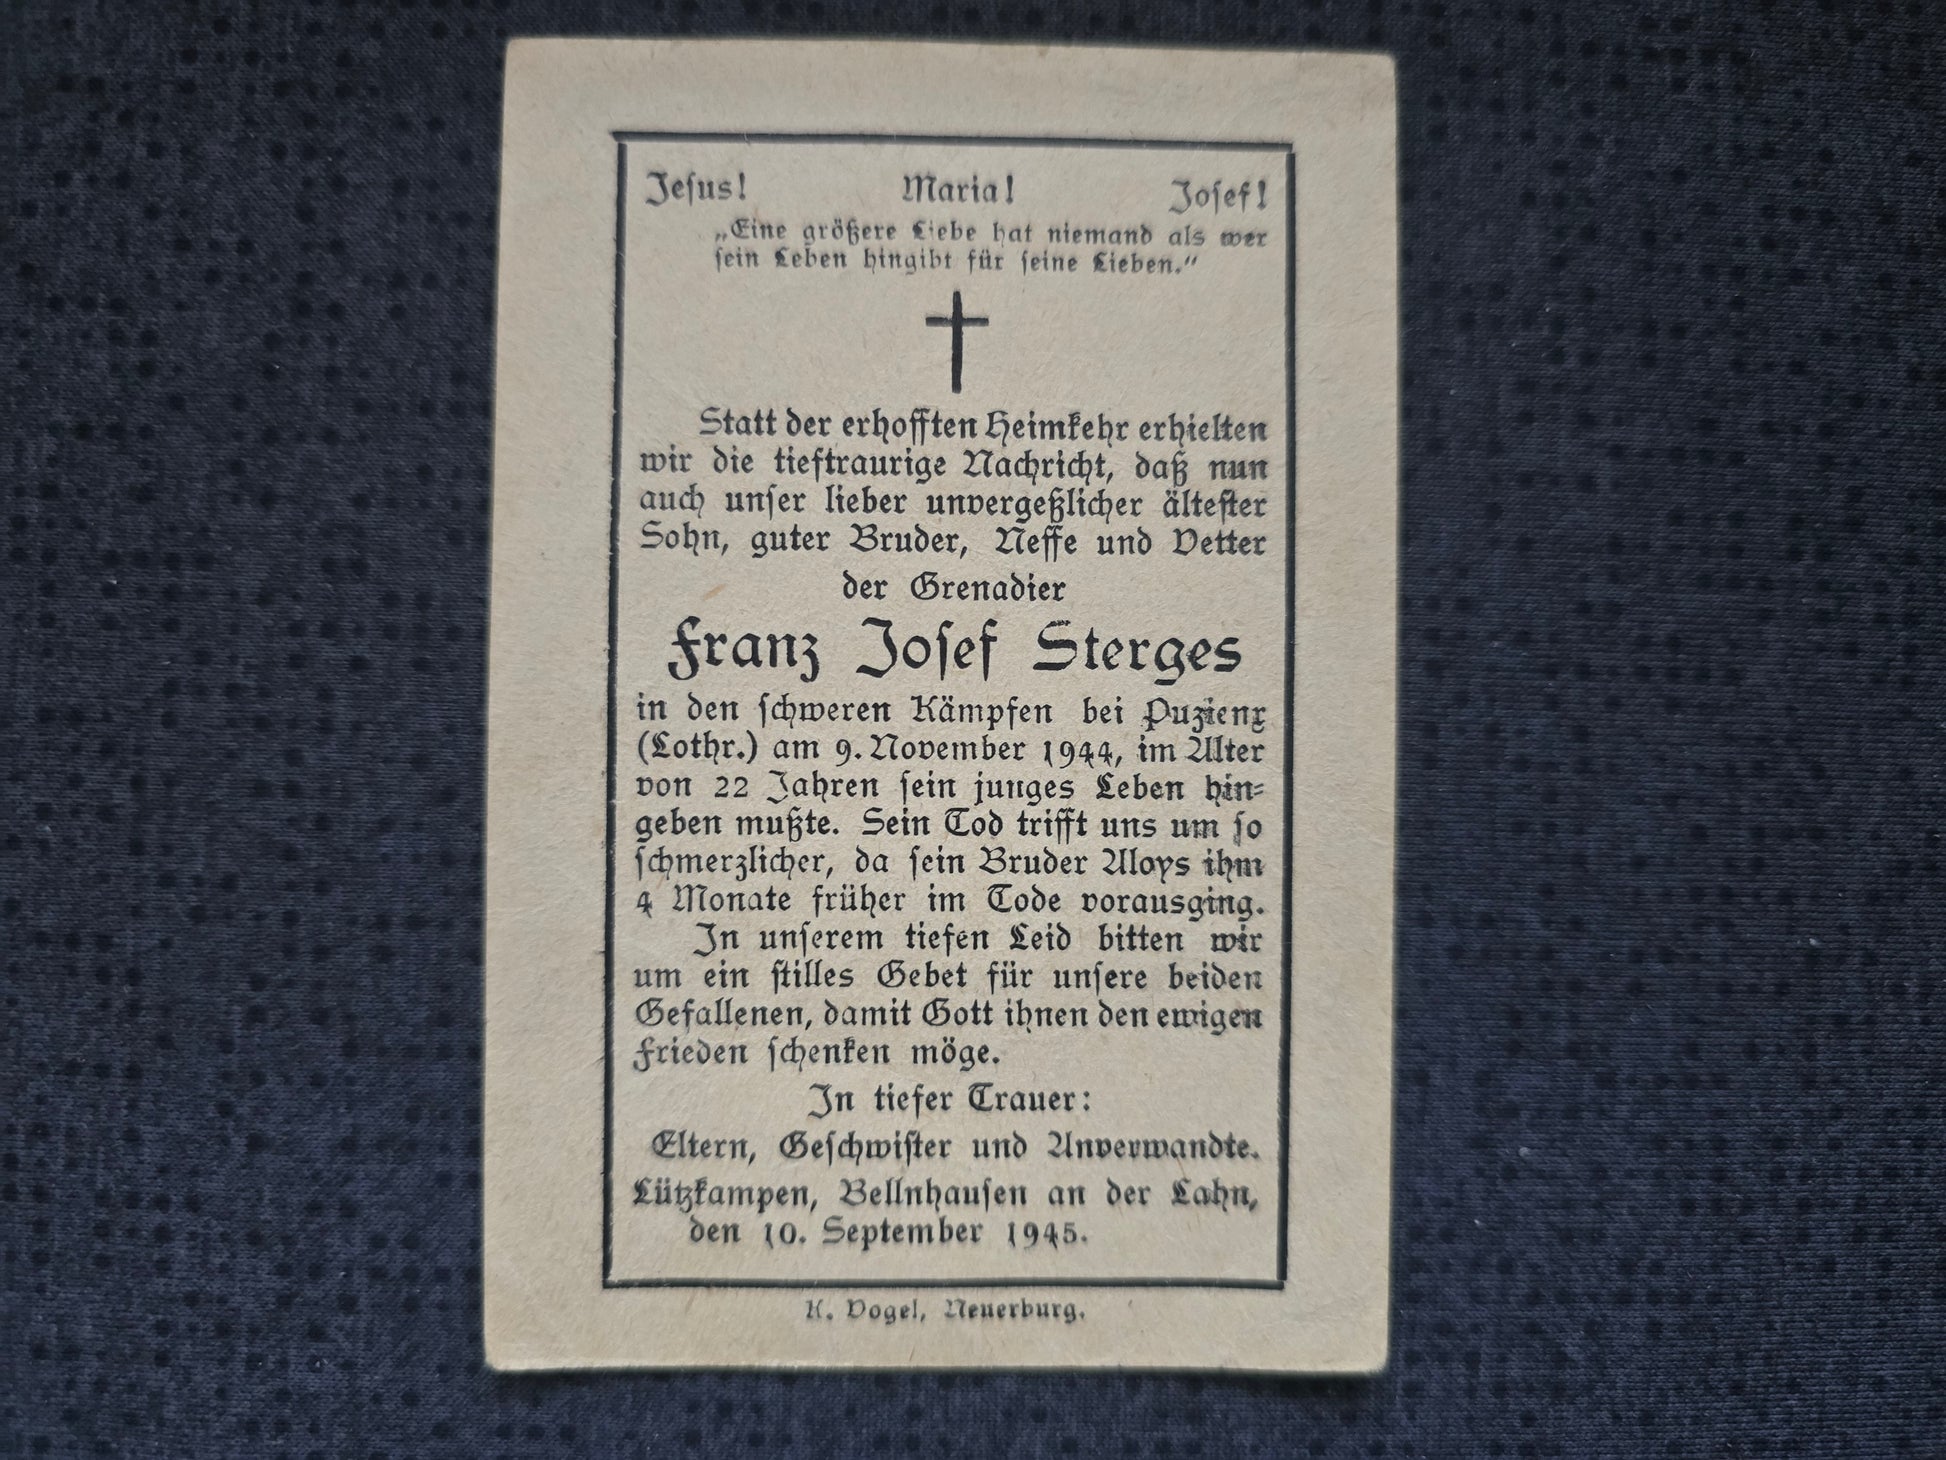 Jesus! Maria! Josef!
„Eine größere Liebe hat niemand als wer
sein Leben hingibt für seine Lieben.“
Statt der erhofften Heimkehr erhielten
wir die tieftraurige Nachricht, daß nun
auch unser lieber unvergeßlicher ältester
Sohn, guter Bruder, Neffe und Vetter
der Grenadier
Franz Josef Sterges
in den schweren Kämpfen bei Puzienx
(Lothr.) am 9. November 1944, im Alter
von 22 Jahren sein junges Leben hin-
geben mußte. Sein Tod trifft uns um so
schmerzlicher, da sein Bruder Aloys ihm
4 Monate früher im Tode vorausging.
In unserem tiefen Leid bitten wir
um ein stilles Gebet für unsere beiden
Gefallenen, damit Gott ihnen den ewigen
Frieden schenken möge.
In tiefer Trauer:
Eltern, Geschwister und Anverwandte.
Lützkampen, Bellnhausen an der Lahn,
den 10. September 1945.
K. Vogel, Neuerburg.